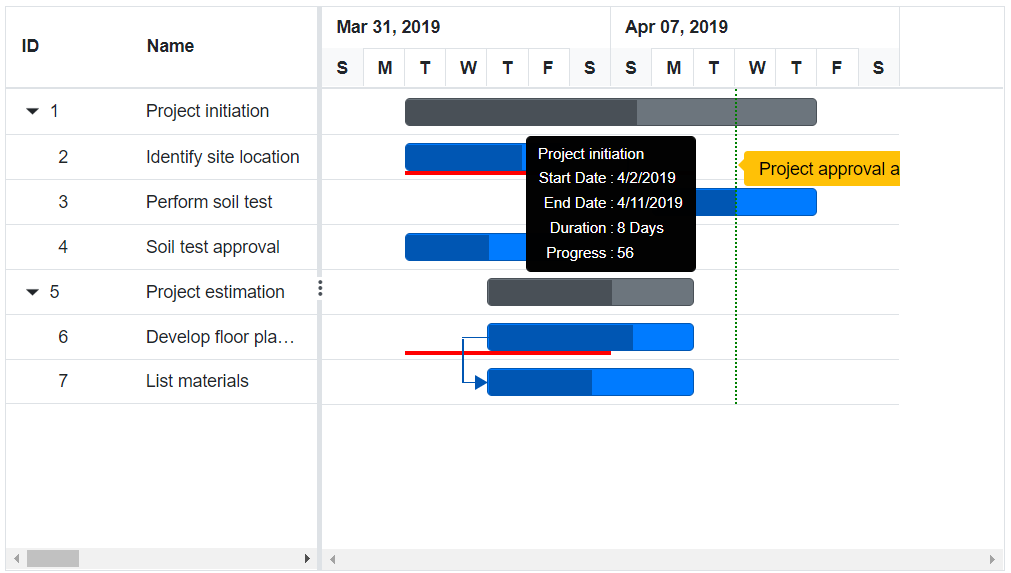 ID Name
Mar 31, 2019 Apr 07, 2019
S M T W T F S S M T W T F S
1 Project initiation
2 Identify site location
3 Perform soil test
4 Soil test approval
5 Project estimation
6 Develop floor pla…
7 List materials
Project initiation
Start Date : 4/2/2019
End Date : 4/11/2019
Duration : 8 Days
Progress : 56
Project approval a